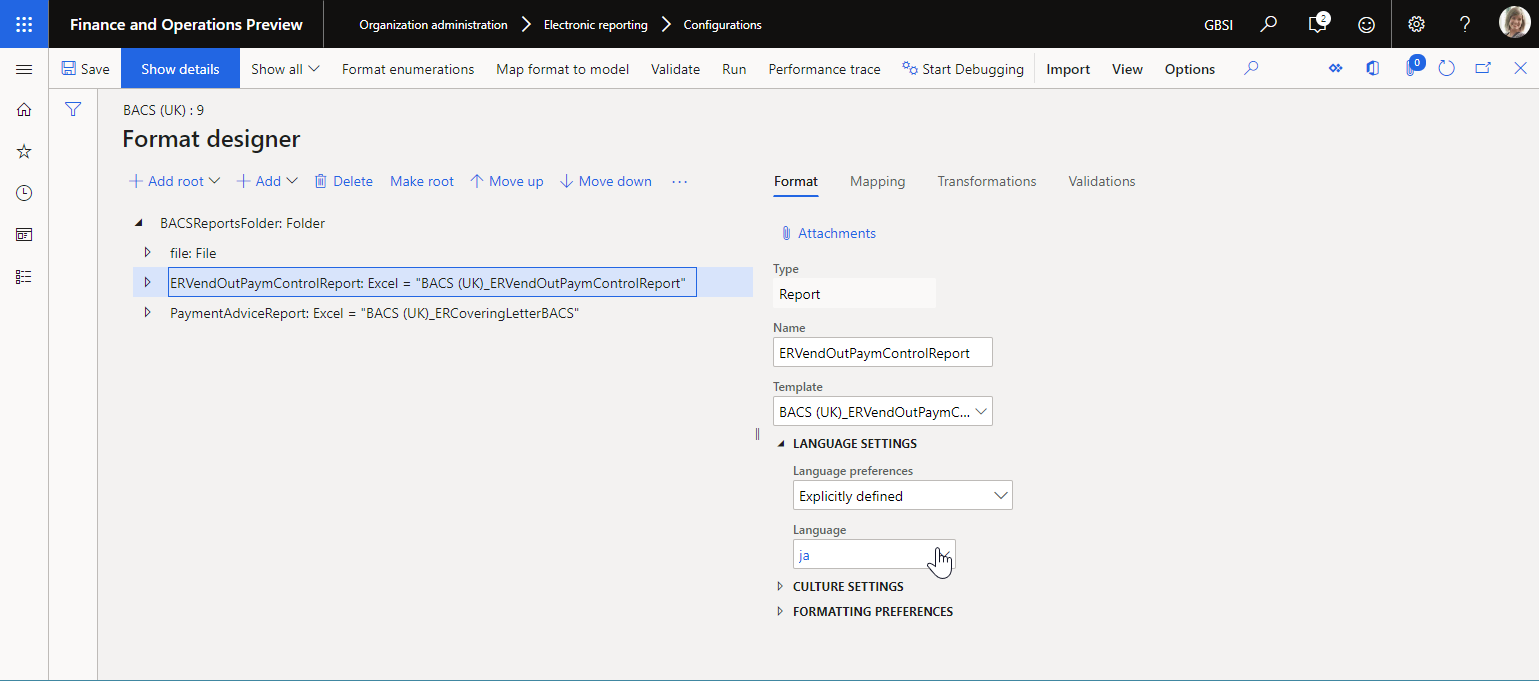 Finance and Operations Preview
Organization administration > Electronic reporting > Configurations
GBSI
2
?
Save
Show details
Show all
Format enumerations
Map format to model
Validate
Run
Performance trace
Start Debugging
Import
View
Options
0
BACS (UK) : 9
Format designer
+ Add root
+ Add
Delete
Make root
Move up
Move down
...
BACSReportsFolder: Folder
file: File
ERVendOutPaymControlReport: Excel = "BACS (UK)_ERVendOutPaymControlReport"
PaymentAdviceReport: Excel = "BACS (UK)_ERCoveringLetterBACS"
Format
Mapping
Transformations
Validations
Attachments
Type
Report
Name
ERVendOutPaymControlReport
Template
BACS (UK)_ERVendOutPaymC...
LANGUAGE SETTINGS
Language preferences
Explicitly defined
Language
ja
CULTURE SETTINGS
FORMATTING PREFERENCES